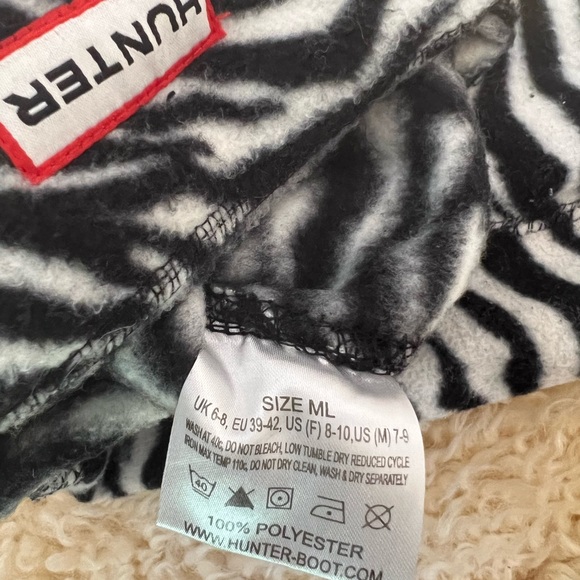 HUNTER
SIZE ML
UK 6-8, EU 39-42, US (F) 8-10, US (M) 7-9
WASH AT 40c, DO NOT BLEACH, LOW TUMBLE DRY REDUCED CYCLE
IRON MAX TEMP 110c, DO NOT DRY CLEAN, WASH & DRY SEPARATELY
40
100% POLYESTER
WWW.HUNTER-BOOT.COM